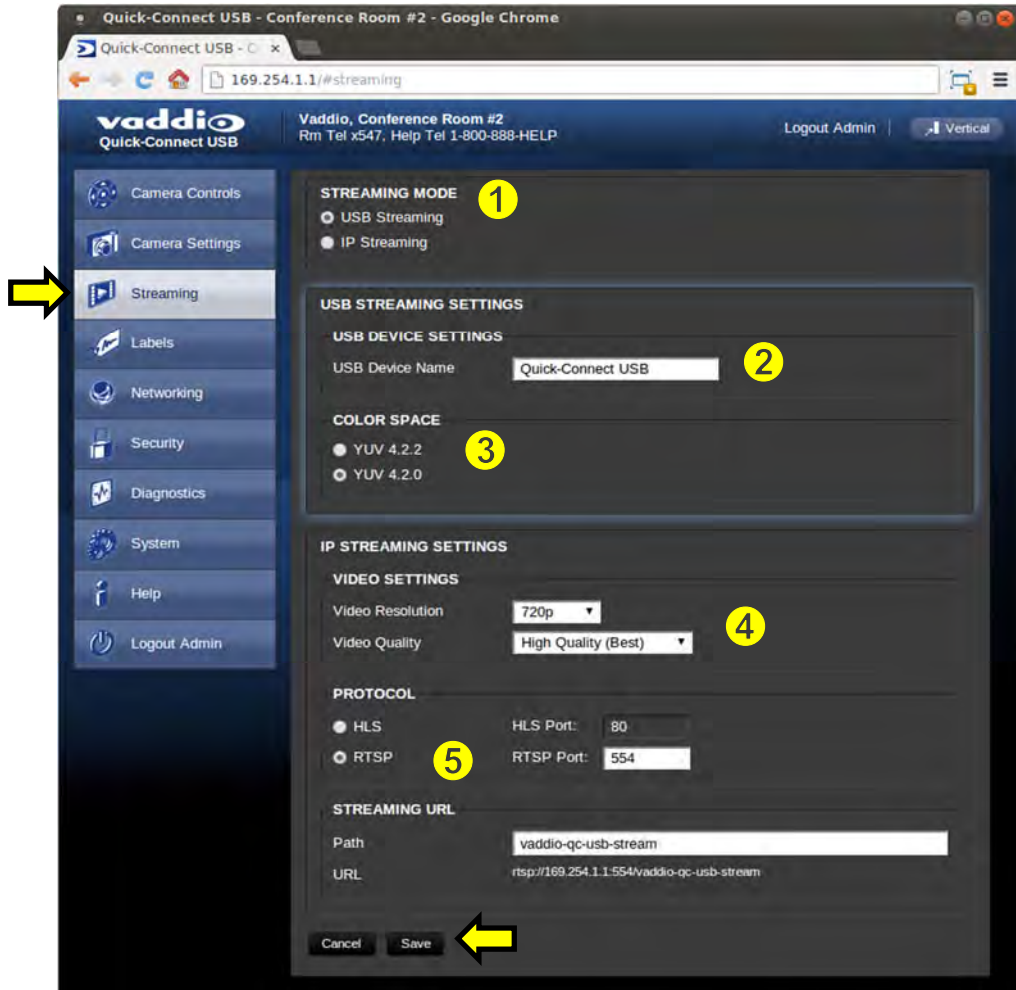 Quick-Connect USB - Conference Room #2 - Google Chrome
Quick-Connect USB - C
169.254.1.1/#streaming
vaddio
Quick-Connect USB
Vaddio, Conference Room #2
Rm Tel x547, Help Tel 1-800-888-HELP
Logout Admin
Vertical
Camera Controls
Camera Settings
Streaming
Labels
Networking
Security
Diagnostics
System
Help
Logout Admin
STREAMING MODE
1
USB Streaming
IP Streaming
USB STREAMING SETTINGS
USB DEVICE SETTINGS
USB Device Name Quick-Connect USB
2
COLOR SPACE
YUV 4.2.2
3
YUV 4.2.0
IP STREAMING SETTINGS
VIDEO SETTINGS
Video Resolution 720p
4
Video Quality High Quality (Best)
PROTOCOL
HLS HLS Port: 80
RTSP 5 RTSP Port: 554
STREAMING URL
Path vaddio-qc-usb-stream
URL rtsp://169.254.1.1:554/vaddio-qc-usb-stream
Cancel Save